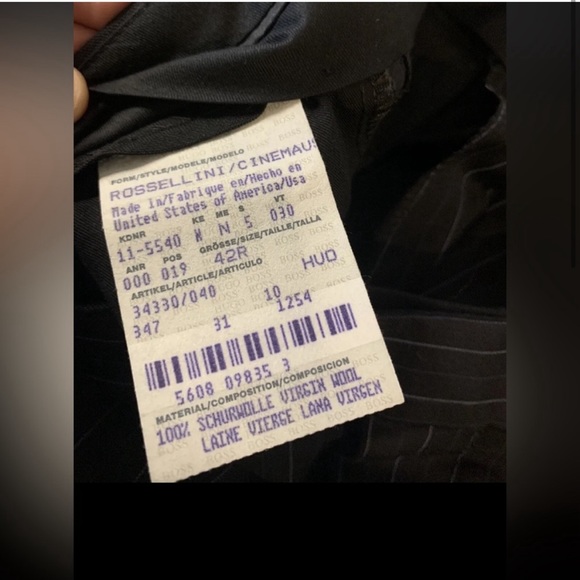 FORM/STYLE/MODELE/MODELO
ROSSELLINI/CINEMAUS
Made in/Fabrique en/Hecho en
United States of America/Usa
KDNR KE ME S VT
11-5540 M N 5 030
ANR POS GRÖSSE/SIZE/TAILLE/TALLA
000 019 42R
ARTIKEL/ARTICLE/ARTICULO HUO
34330/040 10
347 31 1254
5608 09835 3
MATERIAL/COMPOSITION/COMPOSICION
100% SCHURWOLLE VIRGIN WOOL
LAINE VIERGE LANA VIRGEN